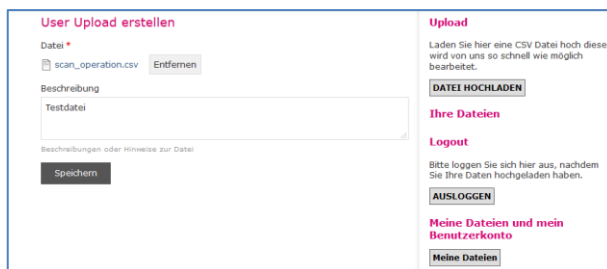 User Upload erstellen
Datei *
scan_operation.csv Entfernen
Beschreibung
Testdatei
Beschreibungen oder Hinweise zur Datei
Speichern
Upload
Laden Sie hier eine CSV Datei hoch diese
wird von uns so schnell wie möglich
bearbeitet.
DATEI HOCHLADEN
Ihre Dateien
Logout
Bitte loggen Sie sich hier aus, nachdem
Sie Ihre Daten hochgeladen haben.
AUSLOGGEN
Meine Dateien und mein
Benutzerkonto
Meine Dateien